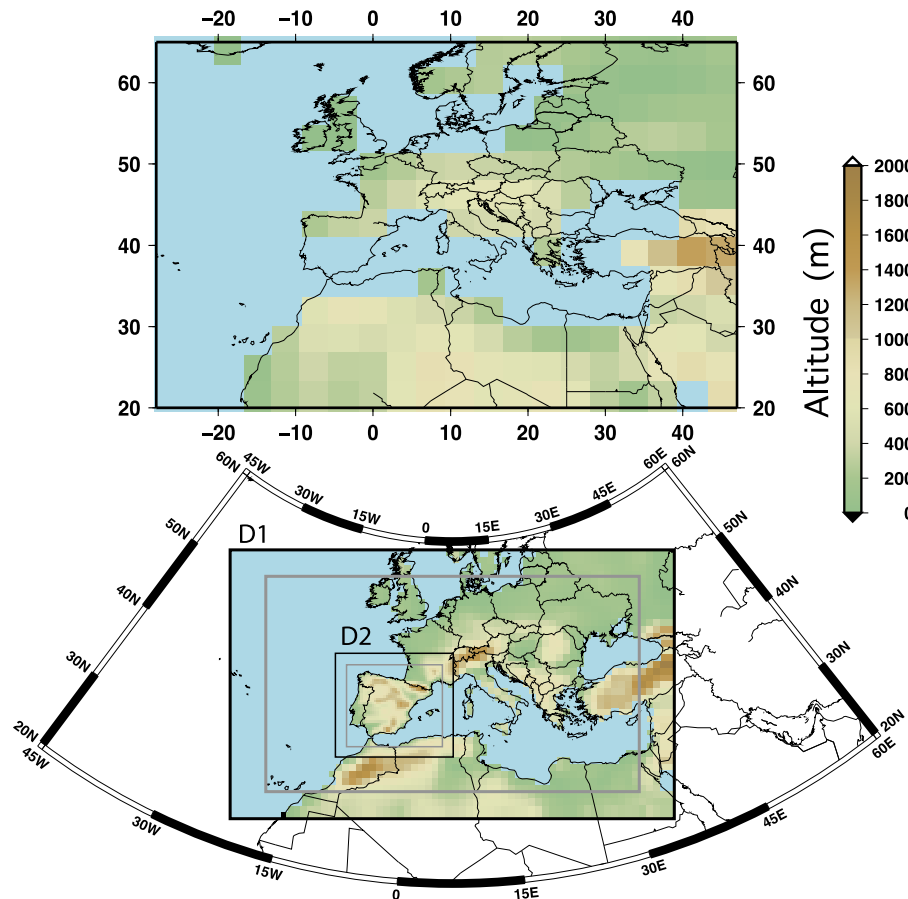 −20 −10 0 10 20 30 40
60 60
50 50
40 40
30 30
20 20
−20 −10 0 10 20 30 40
2000
1800
1600
1400
1200
1000
800
600
400
200
0
Altitude (m)
60N 45W 30W 15W 0 15E 30E 45E 60E 60N
50N 50N
40N 40N
30N 30N
20N 20N
45W 30W 15W 0 15E 30E 45E 60E
D1
D2